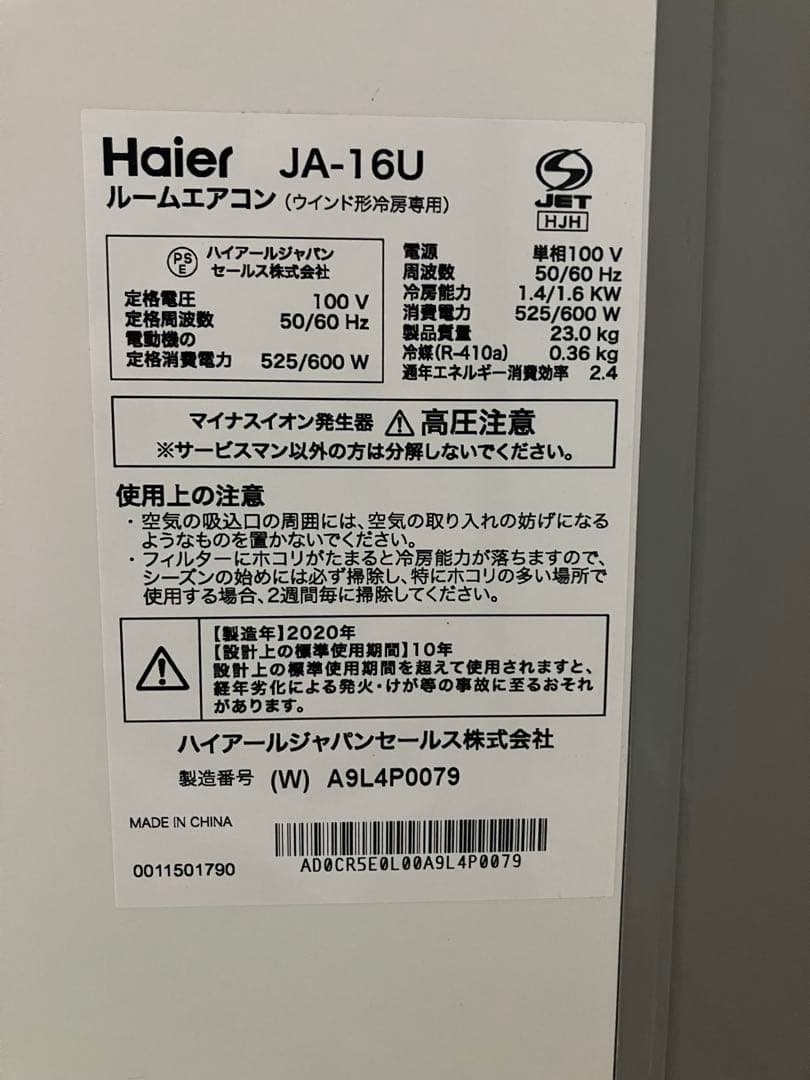 Haier JA-16U
ルームエアコン (ウインド形冷房専用)
S
JET
HJH
PS
E
ハイアールジャパン
セールス株式会社
定格電圧 100 V
定格周波数 50/60 Hz
電動機の
定格消費電力 525/600 W
電源 単相100 V
周波数 50/60 Hz
冷房能力 1.4/1.6 KW
消費電力 525/600 W
製品質量 23.0 kg
冷媒(R-410a) 0.36 kg
通年エネルギー消費効率 2.4
マイナスイオン発生器 ⚠ 高圧注意
※サービスマン以外の方は分解しないでください。
使用上の注意
・空気の吸込口の周囲には、空気の取り入れの妨げになる
ようなものを置かないでください。
・フィルターにホコリがたまると冷房能力が落ちますので、
シーズンの始めには必ず掃除し、特にホコリの多い場所で
使用する場合、2週間毎に掃除してください。
【製造年】2020年
【設計上の標準使用期間】10年
設計上の標準使用期間を超えて使用されますと、
経年劣化による発火・けが等の事故に至るおそれ
があります。
ハイアールジャパンセールス株式会社
製造番号 (W) A9L4P0079
MADE IN CHINA
0011501790
AD0CR5E0L00A9L4P0079